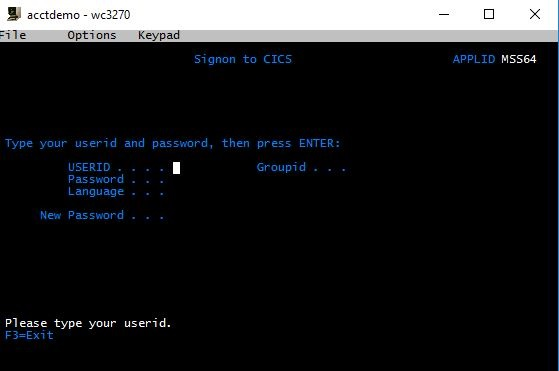 acctdemo - wc3270
File Options Keypad
Signon to CICS APPLID MSS64
Type your userid and password, then press ENTER:
USERID . . . . Groupid . . .
Password . . .
Language . . .
New Password . . .
Please type your userid.
F3=Exit